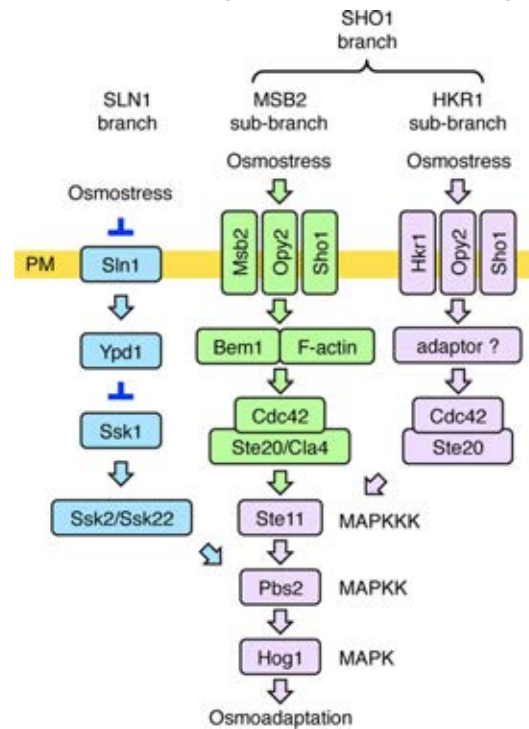 SHO1
branch
SLN1
branch
MSB2
sub-branch
HKR1
sub-branch
Osmostress
Osmostress
Osmostress
PM
Sln1
Msb2
Opy2
Sho1
Hkr1
Opy2
Sho1
Ypd1
Bem1
F-actin
adaptor ?
Ssk1
Cdc42
Ste20/Cla4
Cdc42
Ste20
Ssk2/Ssk22
Ste11
MAPKKK
Pbs2
MAPKK
Hog1
MAPK
Osmoadaptation